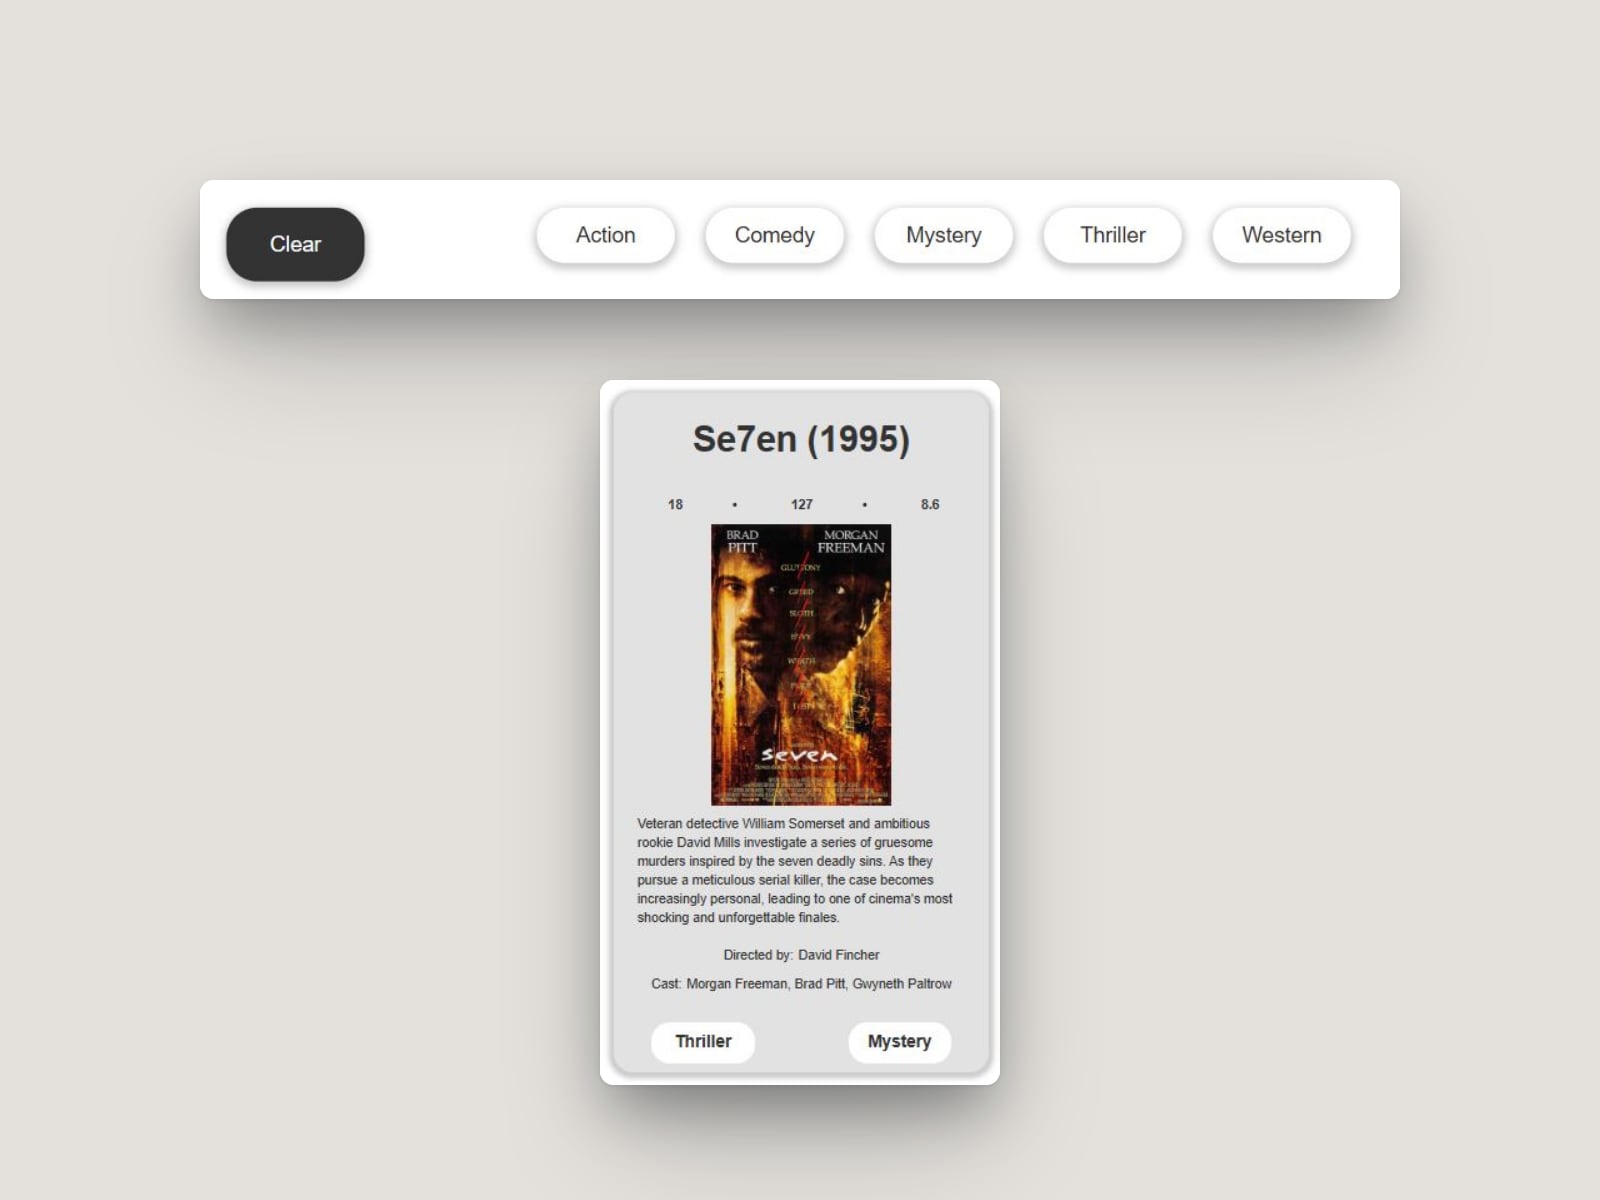 Clear
Action
Comedy
Mystery
Thriller
Western
Se7en (1995)
18 • 127 • 8.6
BRAD PITT
MORGAN FREEMAN
GLUTTONY
GREED
SLOTH
ENVY
WRATH
seven
Veteran detective William Somerset and ambitious
rookie David Mills investigate a series of gruesome
murders inspired by the seven deadly sins. As they
pursue a meticulous serial killer, the case becomes
increasingly personal, leading to one of cinema's most
shocking and unforgettable finales.
Directed by: David Fincher
Cast: Morgan Freeman, Brad Pitt, Gwyneth Paltrow
Thriller
Mystery